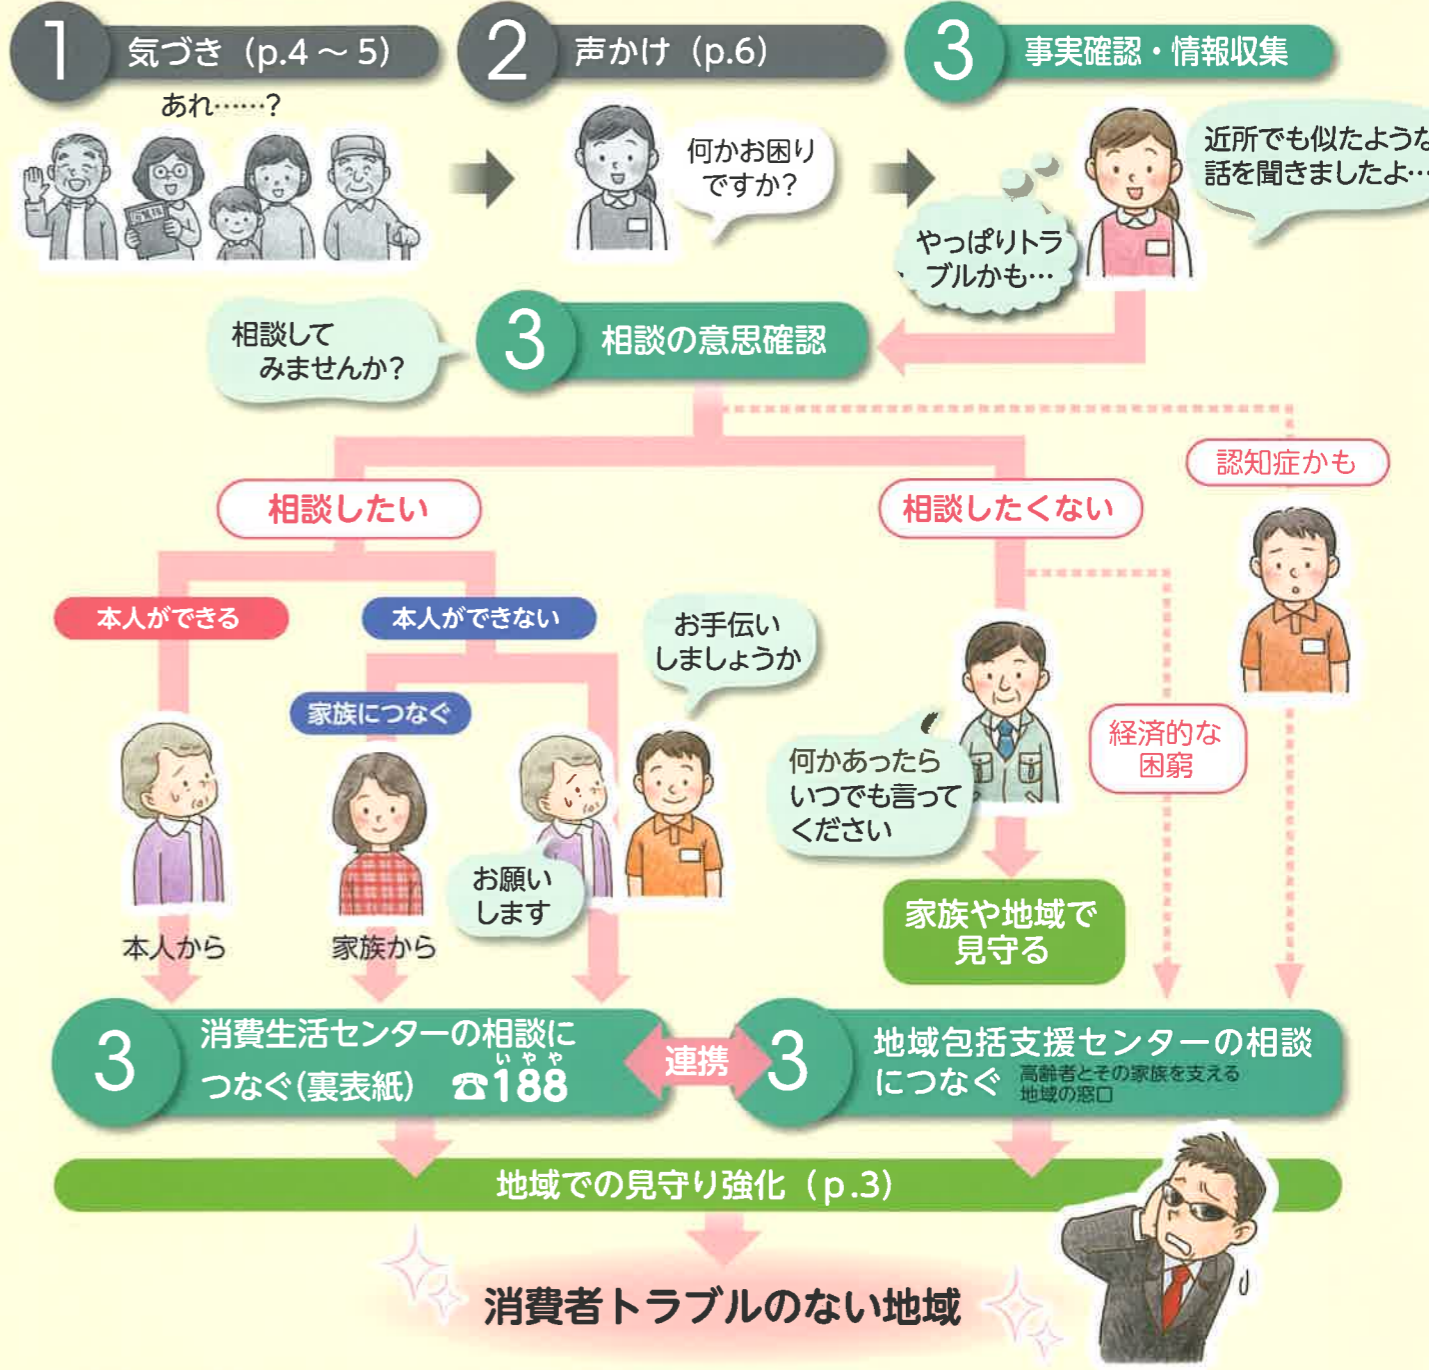 1 気づき（p.4～5）
あれ……?
2 声かけ（p.6）
何かお困り
ですか?
3 事実確認・情報収集
近所でも似たような
話を聞きましたよ…
やっぱりトラ
ブルかも…
相談して
みませんか?
3 相談の意思確認
認知症かも
相談したい
相談したくない
本人ができる
本人ができない
お手伝い
しましょうか
家族につなぐ
経済的な
困窮
何かあったら
いつでも言って
ください
お願い
します
本人から
家族から
家族や地域で
見守る
3 消費生活センターの相談に
いやや
つなぐ(裏表紙) ☎188
連携
3 地域包括支援センターの相談
につなぐ
高齢者とその家族を支える
地域の窓口
地域での見守り強化（p.3）
消費者トラブルのない地域